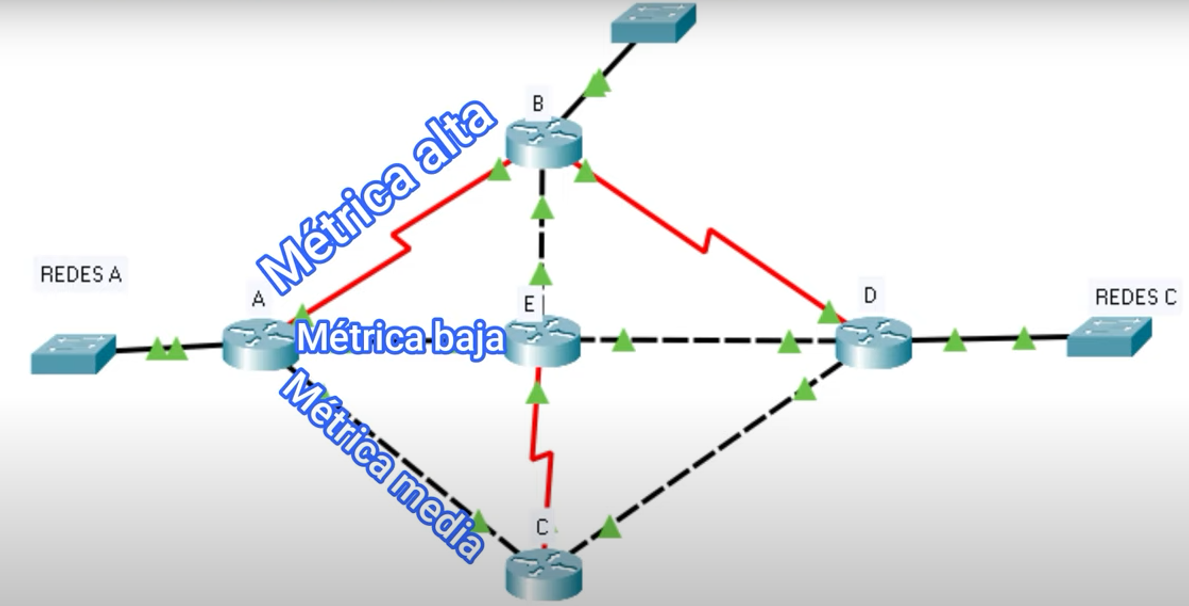 B
Métrica alta
REDES A
A
E
D
REDES C
Métrica baja
Métrica media
C